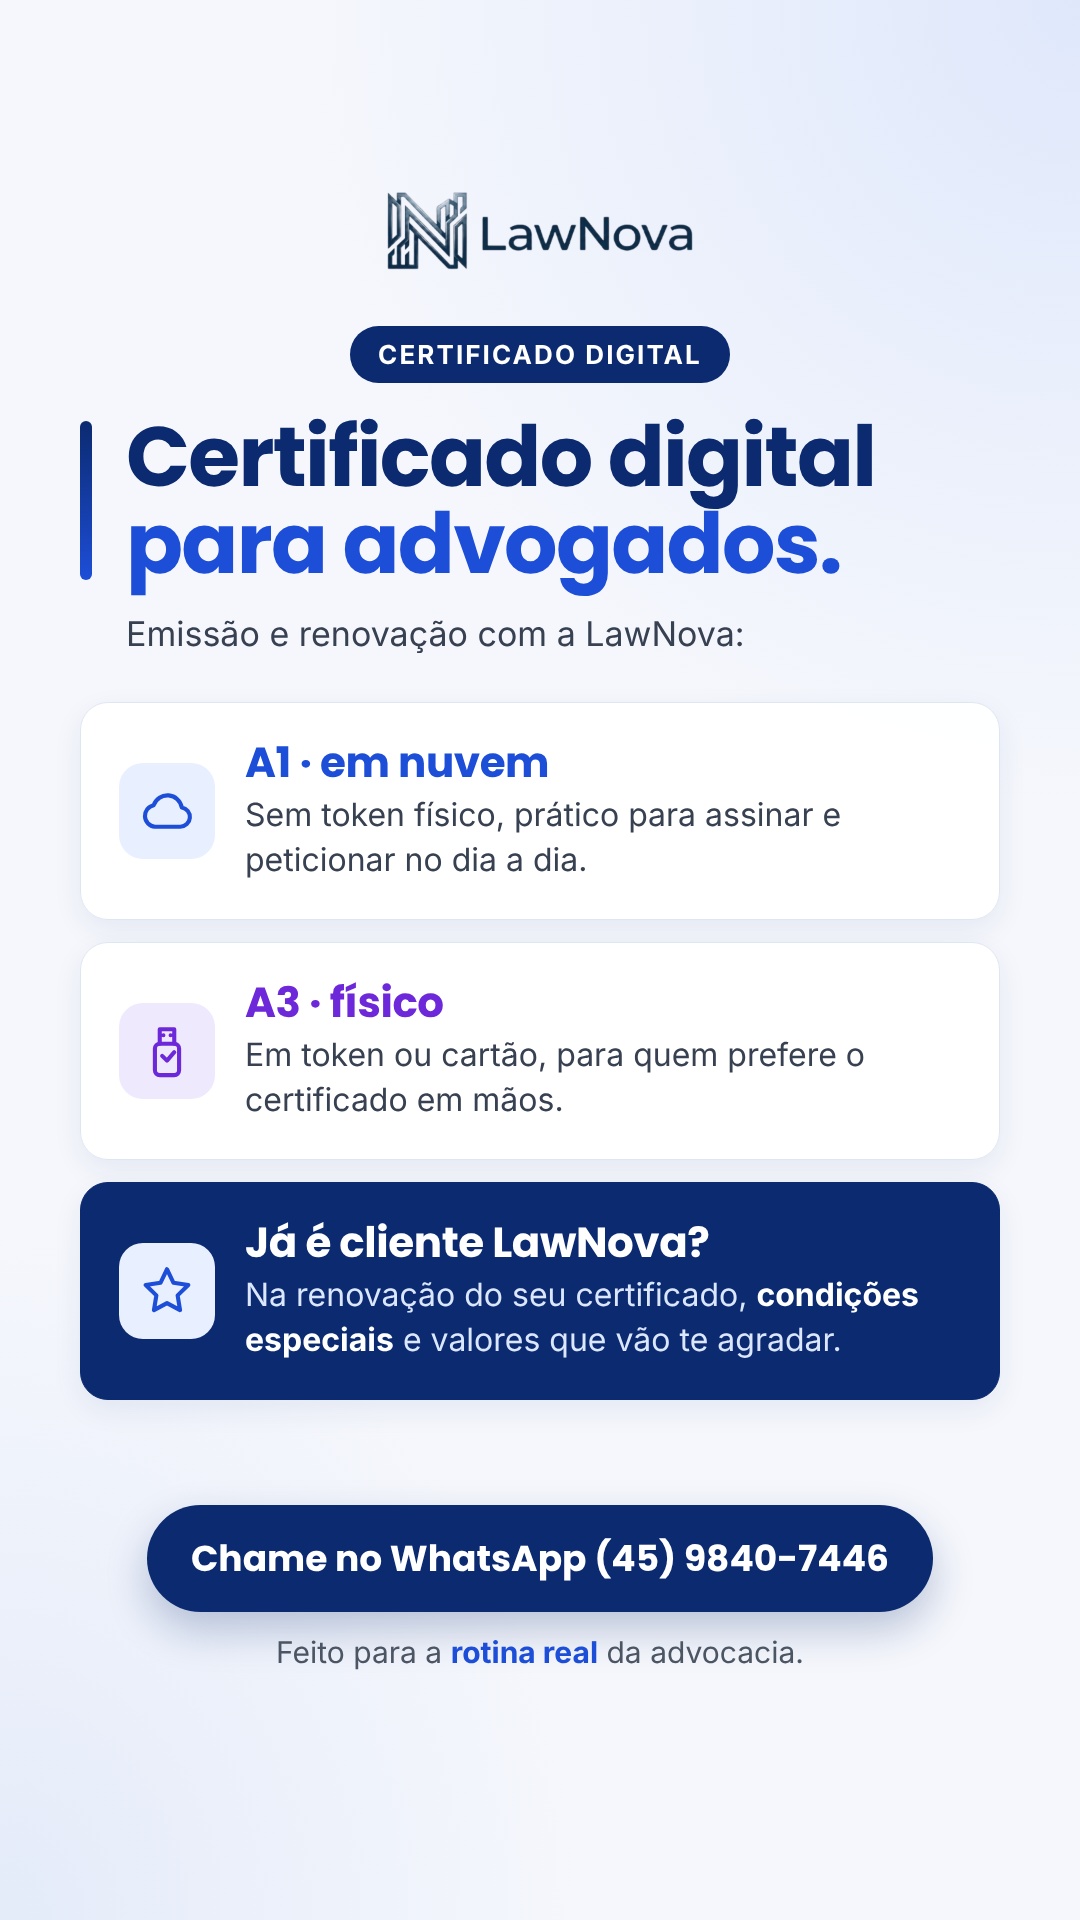 LawNova
CERTIFICADO DIGITAL
Certificado digital
para advogados.
Emissão e renovação com a LawNova:
A1 · em nuvem
Sem token físico, prático para assinar e
peticionar no dia a dia.
A3 · físico
Em token ou cartão, para quem prefere o
certificado em mãos.
Já é cliente LawNova?
Na renovação do seu certificado, condições
especiais e valores que vão te agradar.
Chame no WhatsApp (45) 9840-7446
Feito para a rotina real da advocacia.